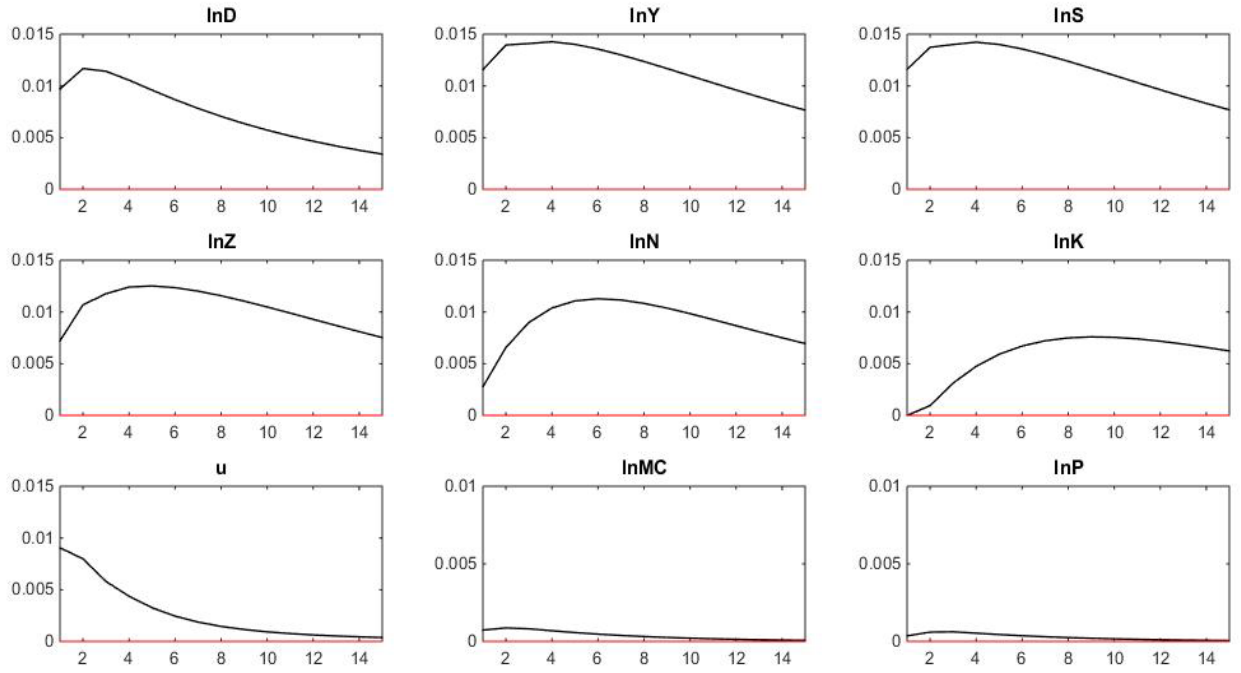 lnD lnY lnS
0.015 0.015 0.015
0.01 0.01 0.01
0.005 0.005 0.005
0 0 0
2 4 6 8 10 12 14 2 4 6 8 10 12 14 2 4 6 8 10 12 14
lnZ lnN lnK
0.015 0.015 0.015
0.01 0.01 0.01
0.005 0.005 0.005
0 0 0
2 4 6 8 10 12 14 2 4 6 8 10 12 14 2 4 6 8 10 12 14
u lnMC lnP
0.015 0.01 0.01
0.01
0.005 0.005
0.005
0 0 0
2 4 6 8 10 12 14 2 4 6 8 10 12 14 2 4 6 8 10 12 14